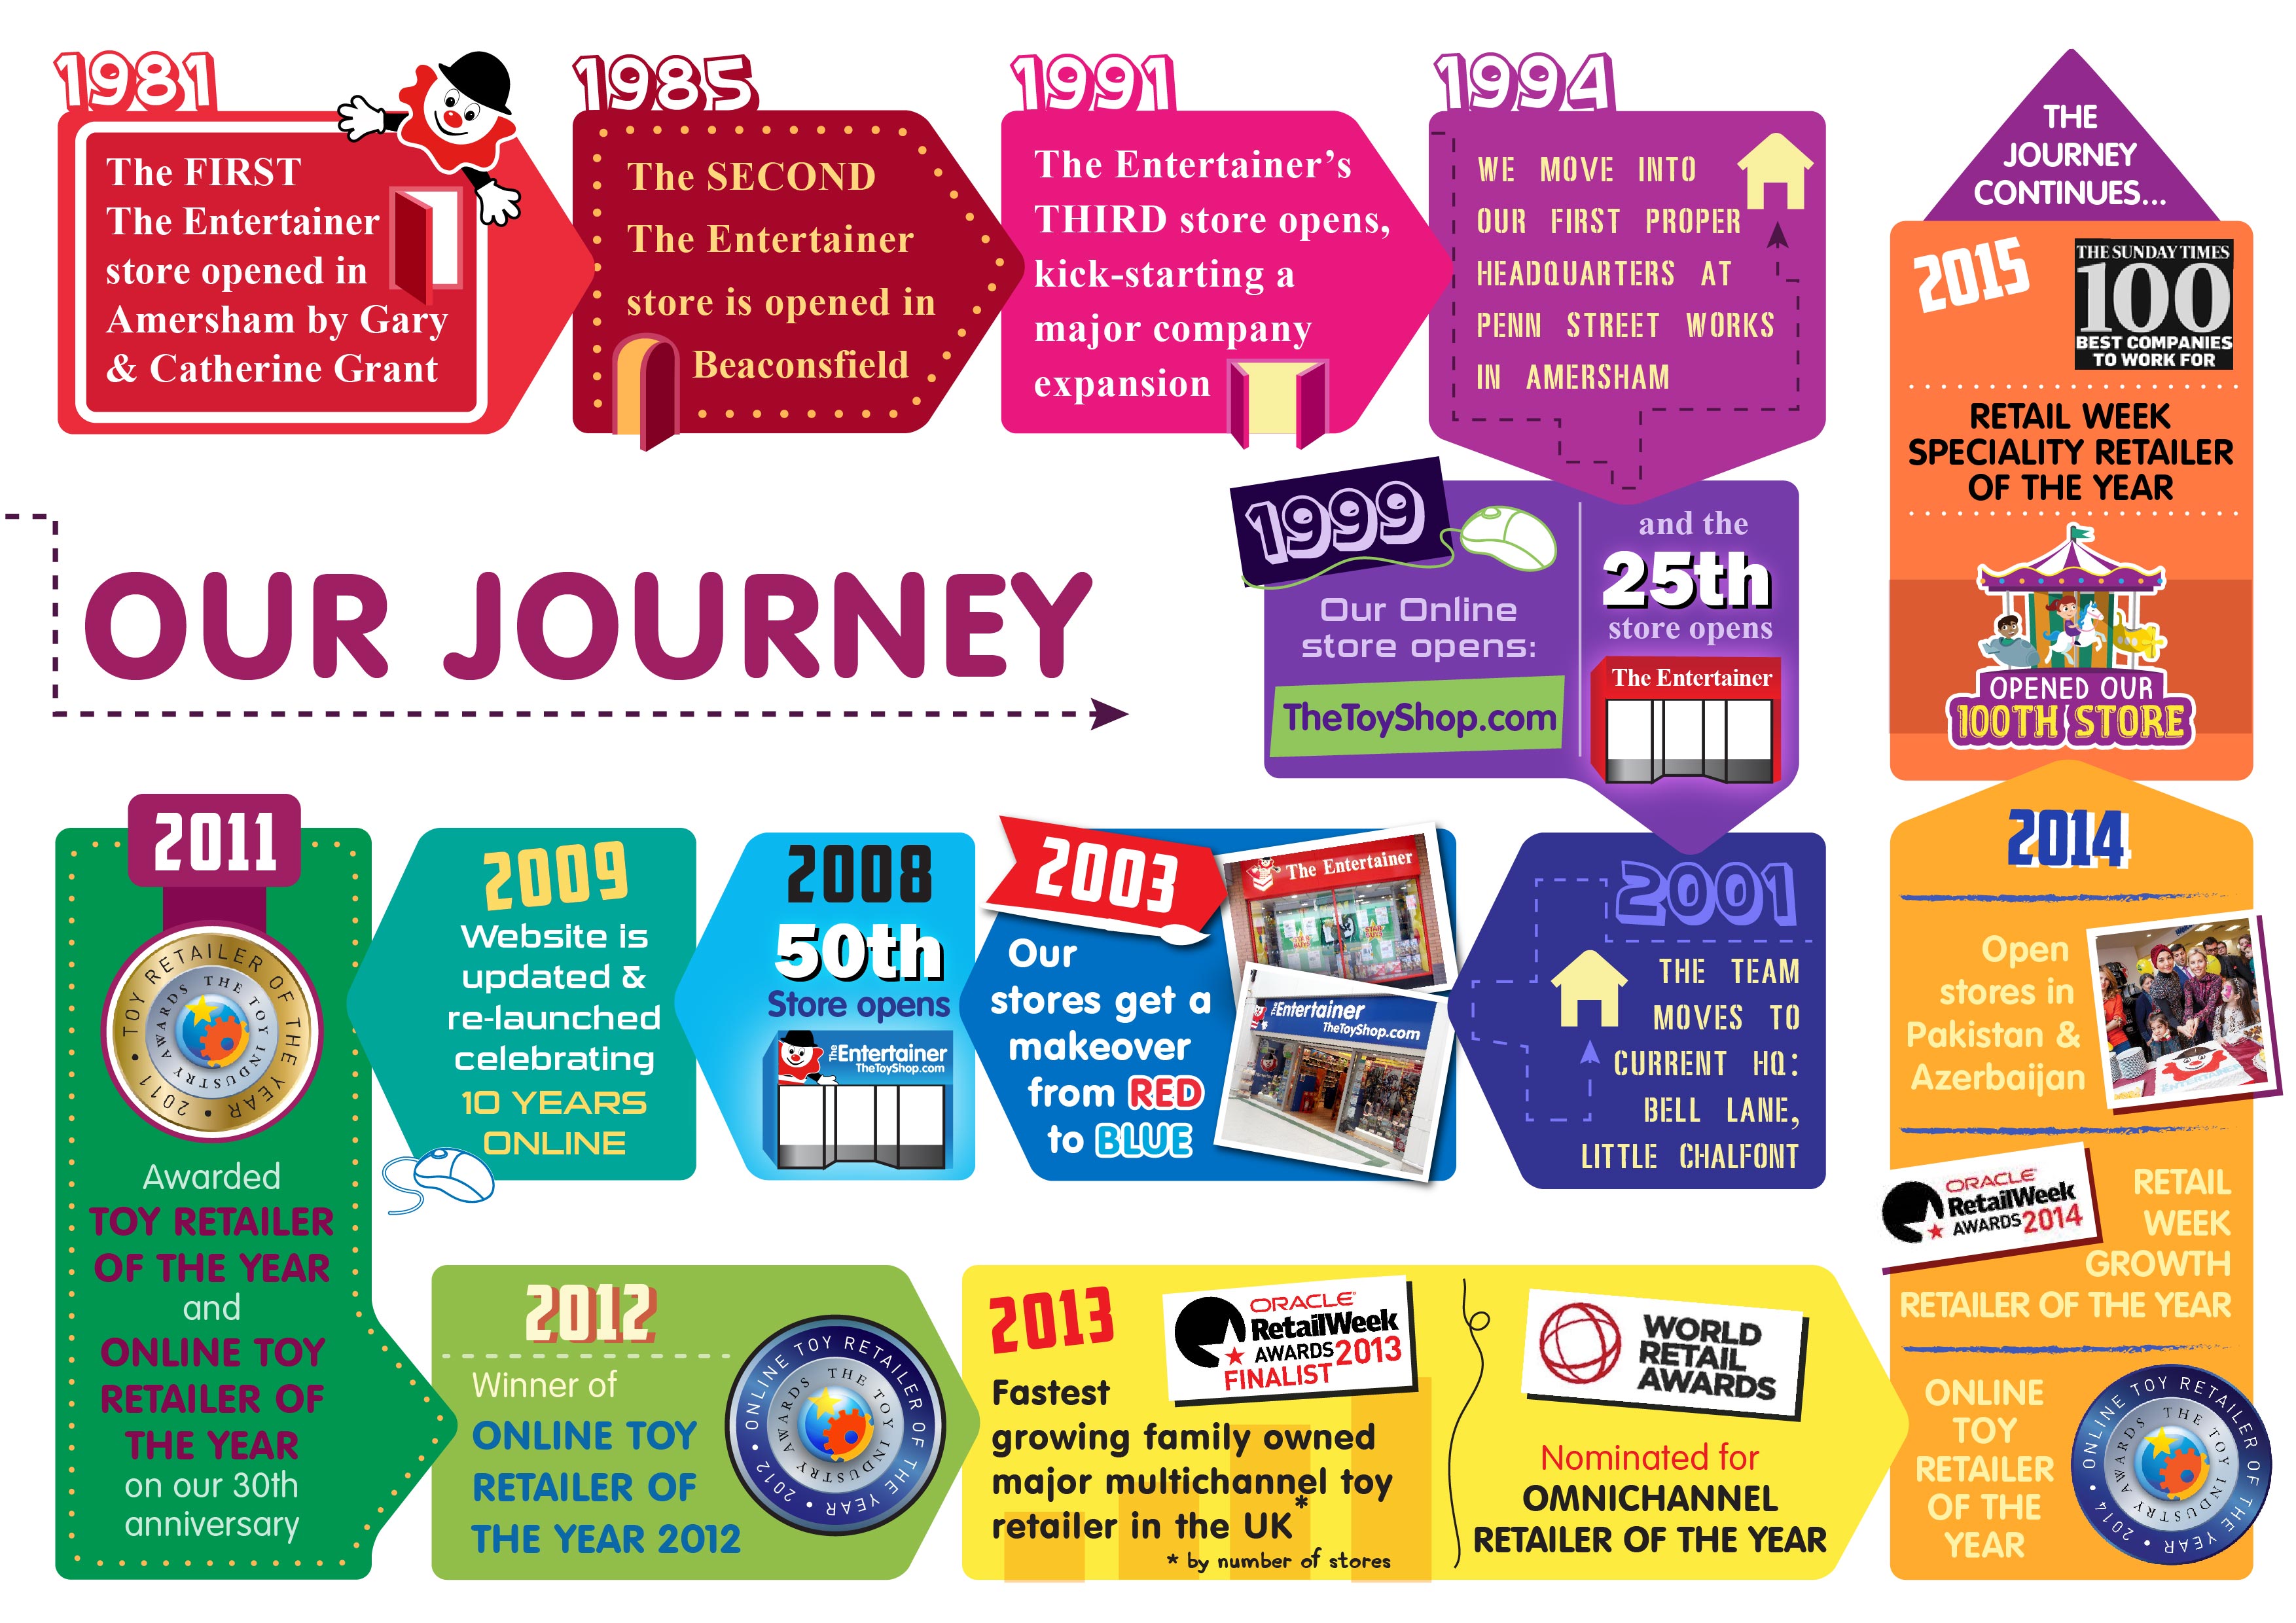 1981
The FIRST
The Entertainer
store opened in
Amersham by Gary
& Catherine Grant
1985
The SECOND
The Entertainer
store is opened in
Beaconsfield
1991
The Entertainer's
THIRD store opens,
kick-starting a
major company
expansion
1994
WE MOVE INTO
OUR FIRST PROPER
HEADQUARTERS AT
PENN STREET WORKS
IN AMERSHAM
OUR JOURNEY
1999
Our Online
store opens:
TheToyShop.com
and the
25th
store opens
The Entertainer
2001
THE TEAM
MOVES TO
CURRENT HQ:
BELL LANE,
LITTLE CHALFONT
2003
Our
stores get a
makeover
from RED
to BLUE
The Entertainer
The Entertainer
TheToyShop.com
2008
50th
Store opens
The Entertainer
TheToyShop.com
2009
Website is
updated &
re-launched
celebrating
10 YEARS
ONLINE
2011
TOY RETAILER OF THE YEAR • 2011 •
THE TOY INDUSTRY AWARDS
Awarded
TOY RETAILER
OF THE YEAR
and
ONLINE TOY
RETAILER OF
THE YEAR
on our 30th
anniversary
2012
Winner of
ONLINE TOY
RETAILER OF
THE YEAR 2012
ONLINE TOY RETAILER OF THE YEAR • 2012 •
THE TOY INDUSTRY AWARDS
2013
ORACLE
RetailWeek
AWARDS 2013
FINALIST
Fastest
growing family owned
major multichannel toy
retailer in the UK*
* by number of stores
WORLD
RETAIL
AWARDS
Nominated for
OMNICHANNEL
RETAILER OF THE YEAR
2014
Open
stores in
Pakistan &
Azerbaijan
ORACLE
RetailWeek
AWARDS 2014
RETAIL
WEEK
GROWTH
RETAILER OF THE YEAR
ONLINE
TOY
RETAILER
OF THE
YEAR
ONLINE TOY RETAILER OF THE YEAR • 2014 •
THE TOY INDUSTRY AWARDS
THE
JOURNEY
CONTINUES...
2015
THE SUNDAY TIMES
100
BEST COMPANIES
TO WORK FOR
RETAIL WEEK
SPECIALITY RETAILER
OF THE YEAR
OPENED OUR
100TH STORE